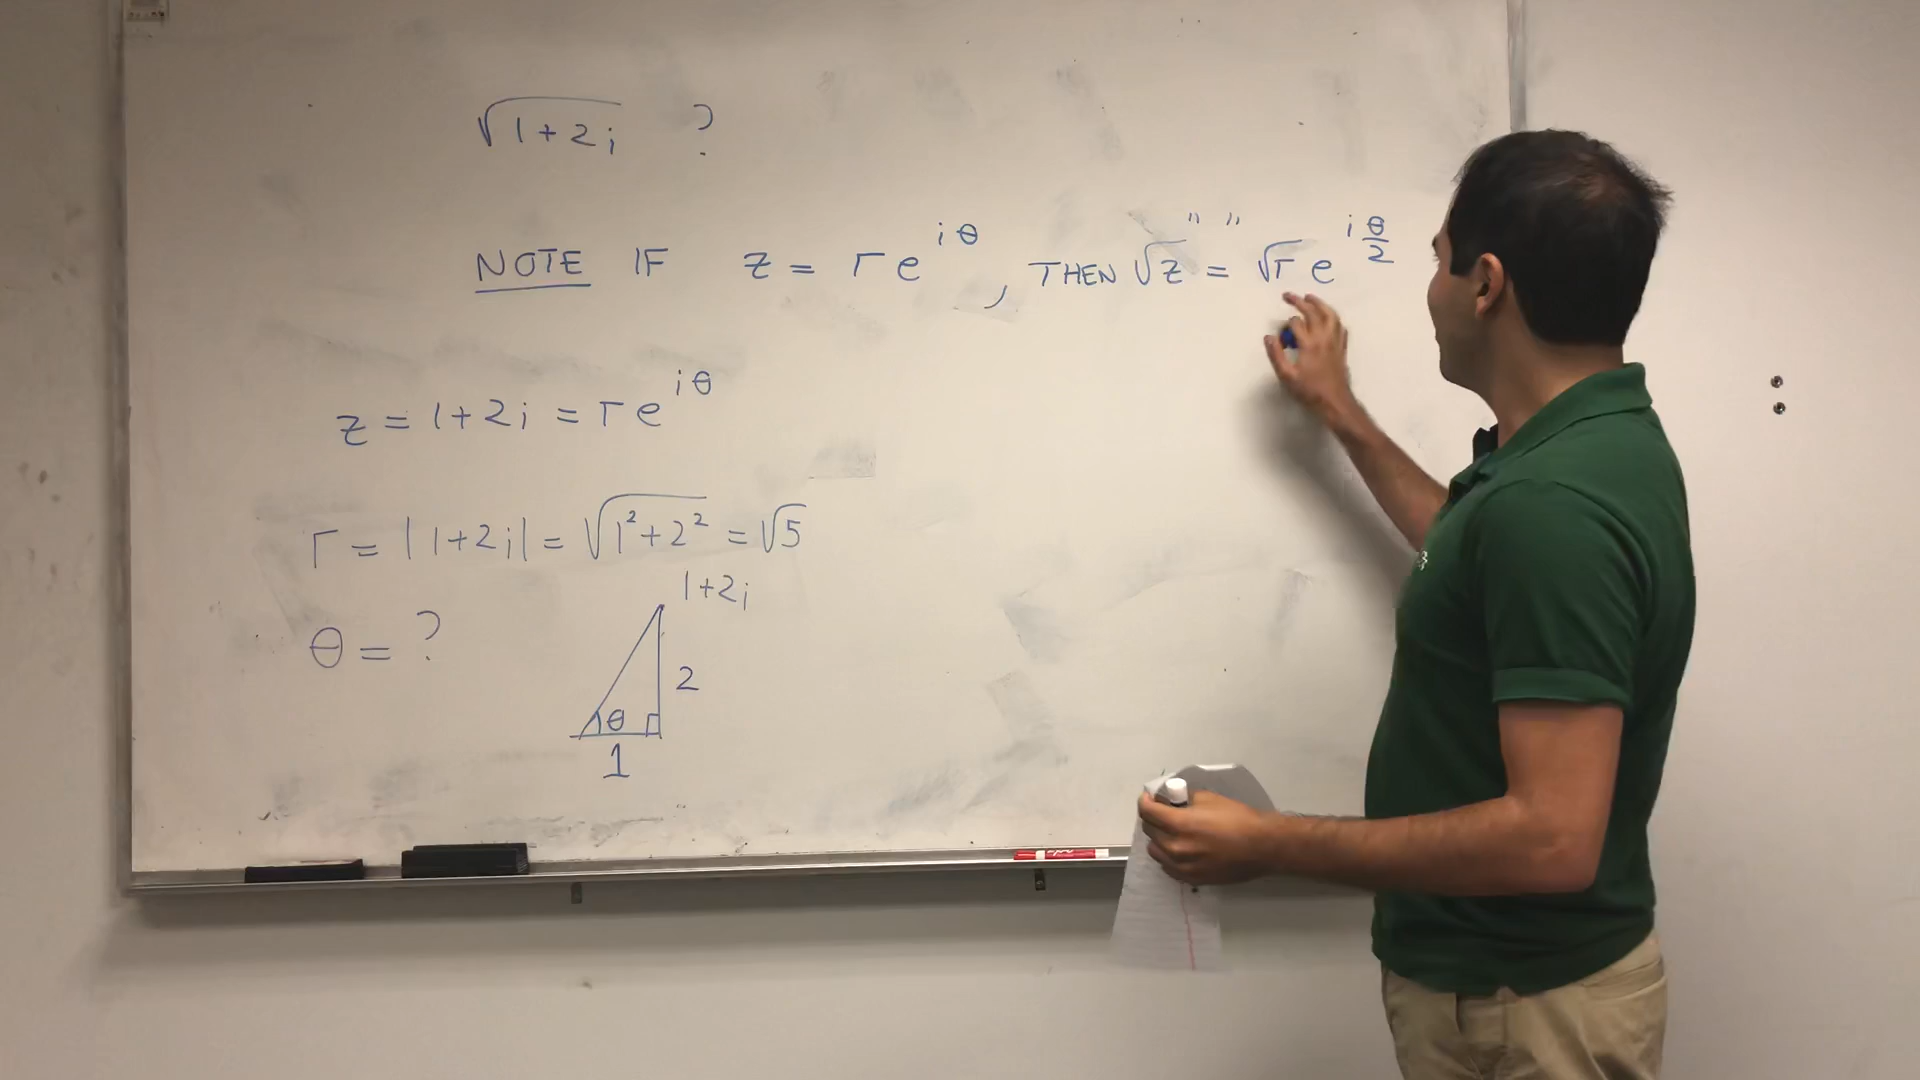 √(1+2i) ?
NOTE IF z = re^{iθ}, THEN √z "=" √r e^{iθ/2}
z = 1+2i = re^{iθ}
r = |1+2i| = √(1²+2²) = √5
1+2i
θ = ?
2
θ
1